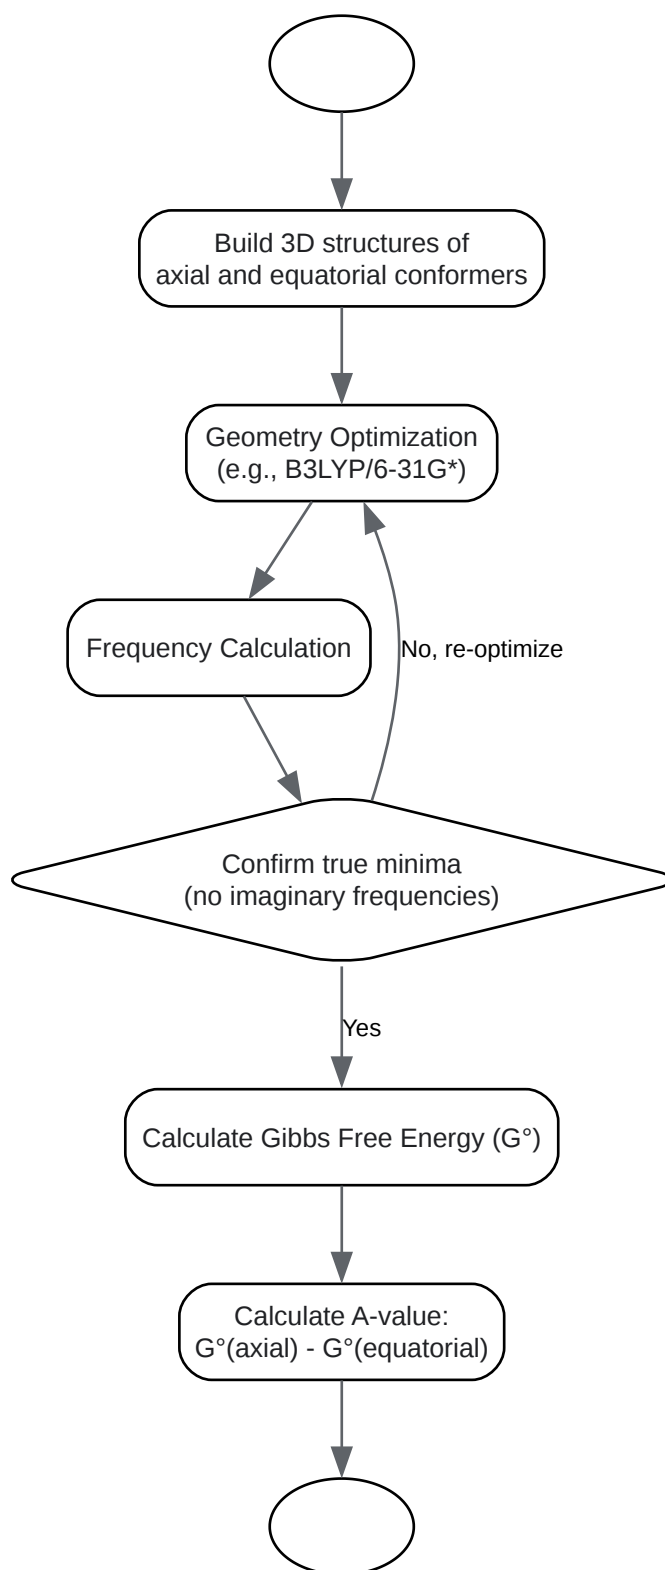 Build 3D structures of
axial and equatorial conformers
Geometry Optimization
(e.g., B3LYP/6-31G*)
Frequency Calculation
No, re-optimize
Confirm true minima
(no imaginary frequencies)
Yes
Calculate Gibbs Free Energy (G°)
Calculate A-value:
G°(axial) - G°(equatorial)